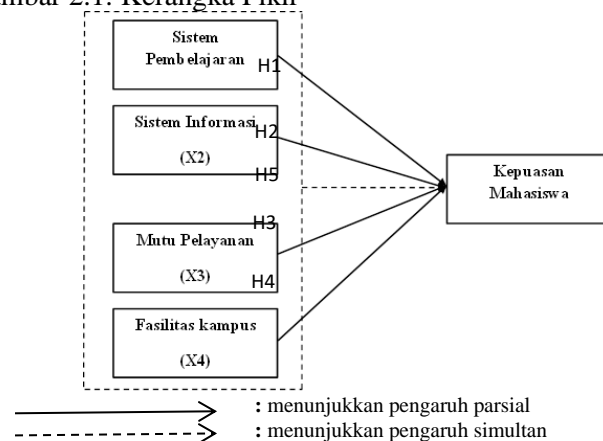 mbar 2.1. Kerangka Pikir
Sistem
Pembelajaran
H1
Sistem Informasi
H2
(X2)
H5
Kepuasan
Mahasiswa
H3
Mutu Pelayanan
(X3)
H4
Fasilitas kampus
(X4)
: menunjukkan pengaruh parsial
: menunjukkan pengaruh simultan